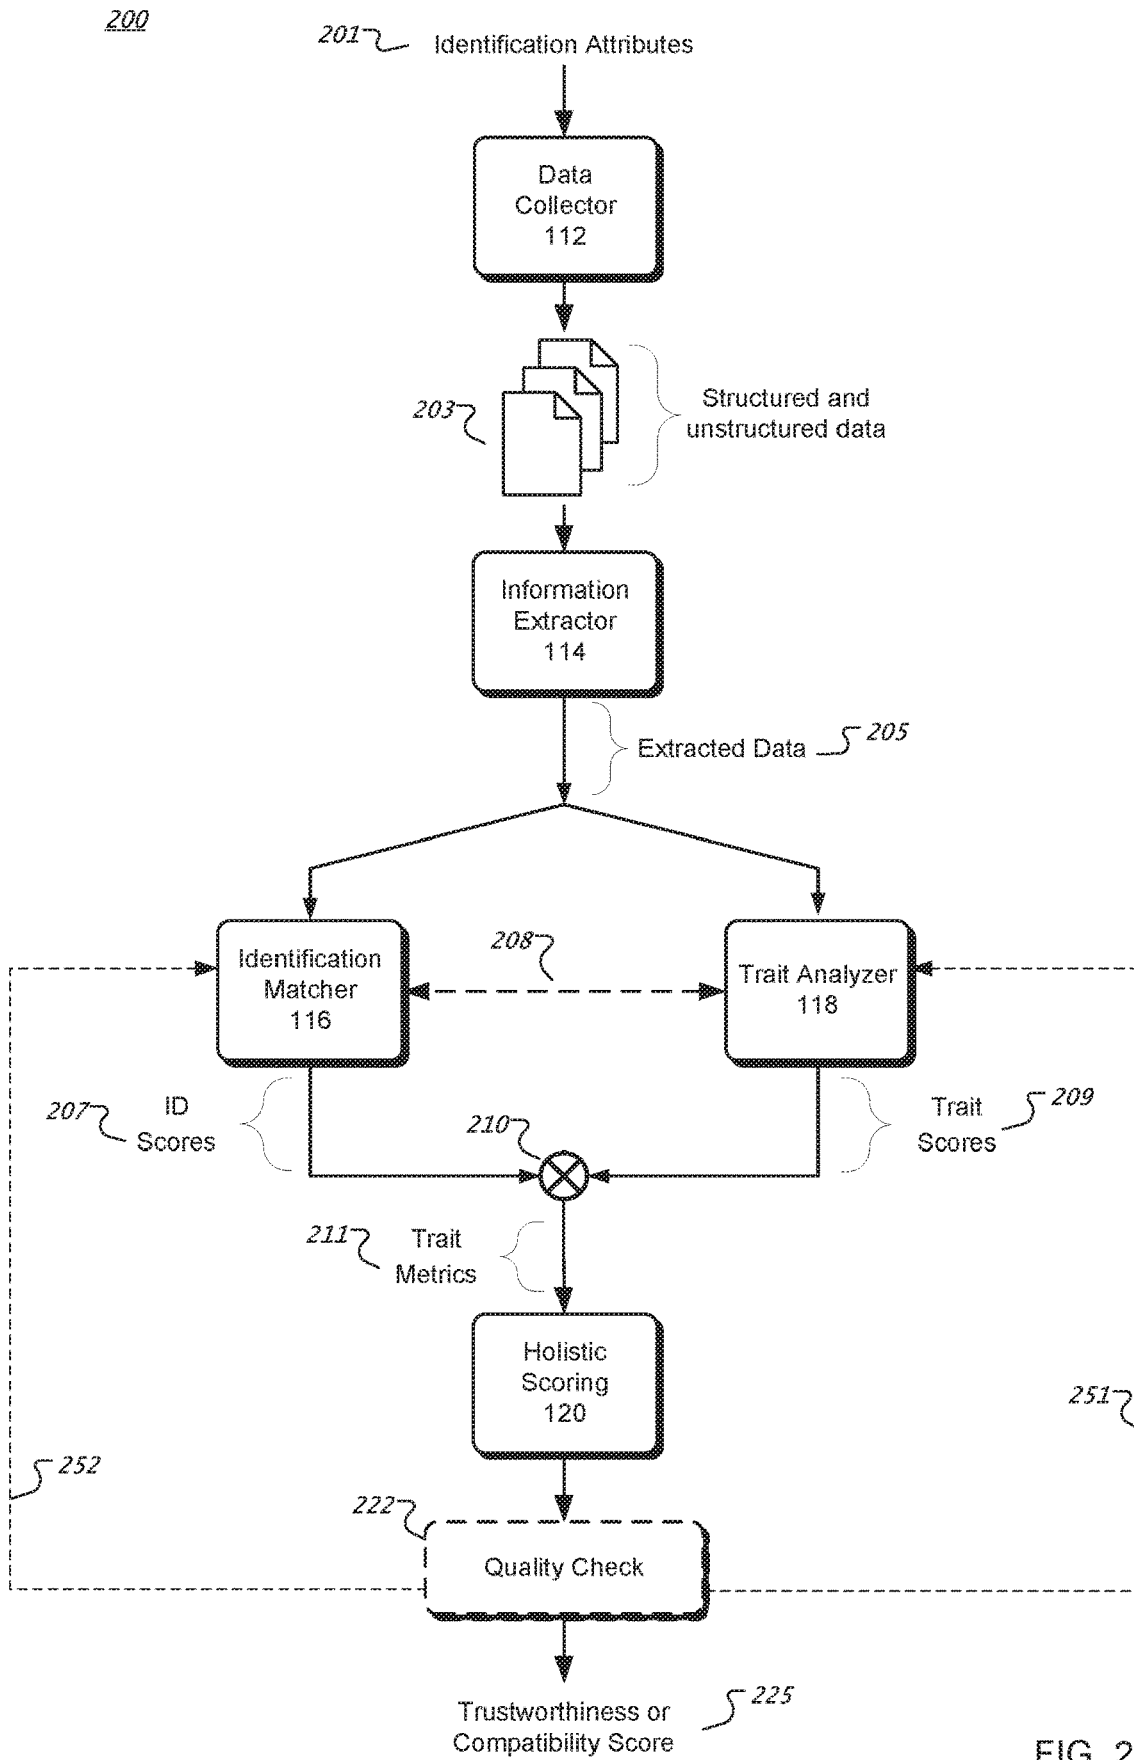 200
201 Identification Attributes
Data
Collector
112
203
Structured and
unstructured data
Information
Extractor
114
Extracted Data 205
Identification
Matcher
116
208
Trait Analyzer
118
207 ID
Scores
210
Trait
Scores 209
211 Trait
Metrics
Holistic
Scoring
120
251
252
222
Quality Check
Trustworthiness or
Compatibility Score
225
FIG. 2